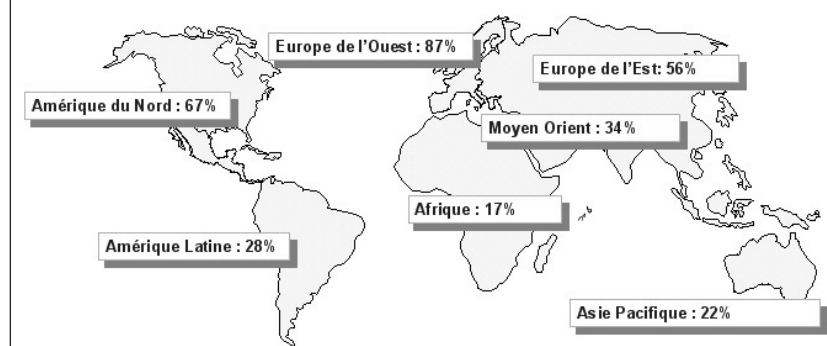 Europe de l'Ouest : 87%
Europe de l'Est: 56%
Amérique du Nord : 67%
Moyen Orient : 34%
Afrique : 17%
Amérique Latine : 28%
Asie Pacifique : 22%